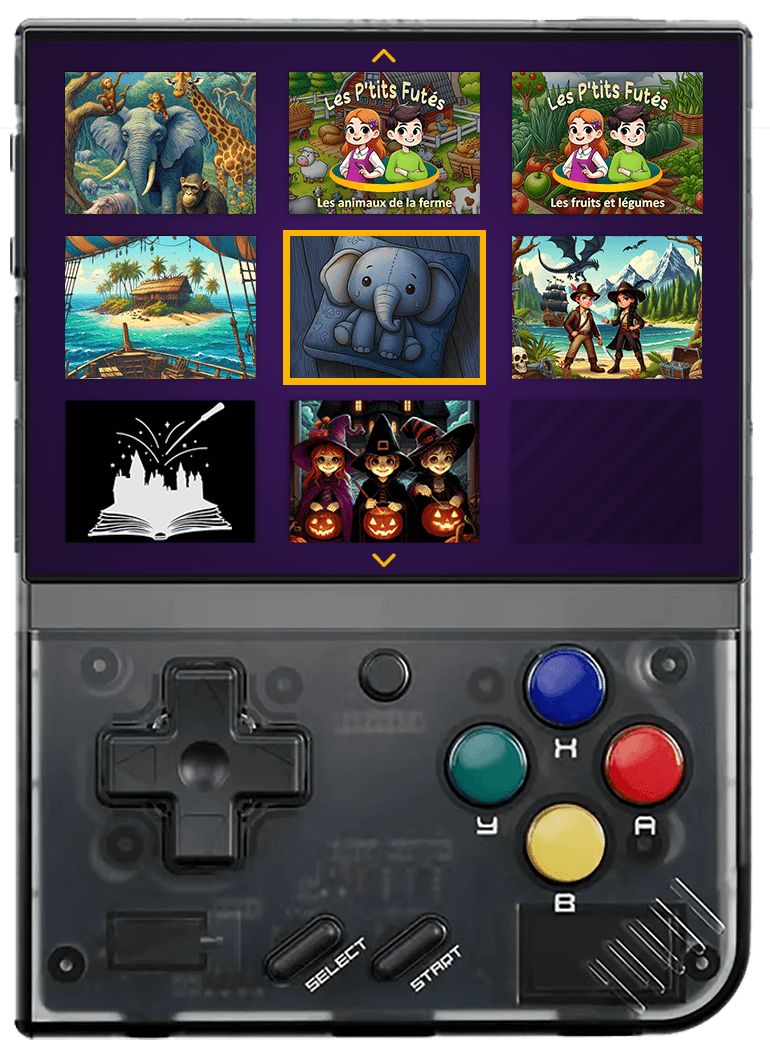 Les P'tits Futés
Les animaux de la ferme
Les P'tits Futés
Les fruits et légumes
X
Y
A
B
SELECT
START